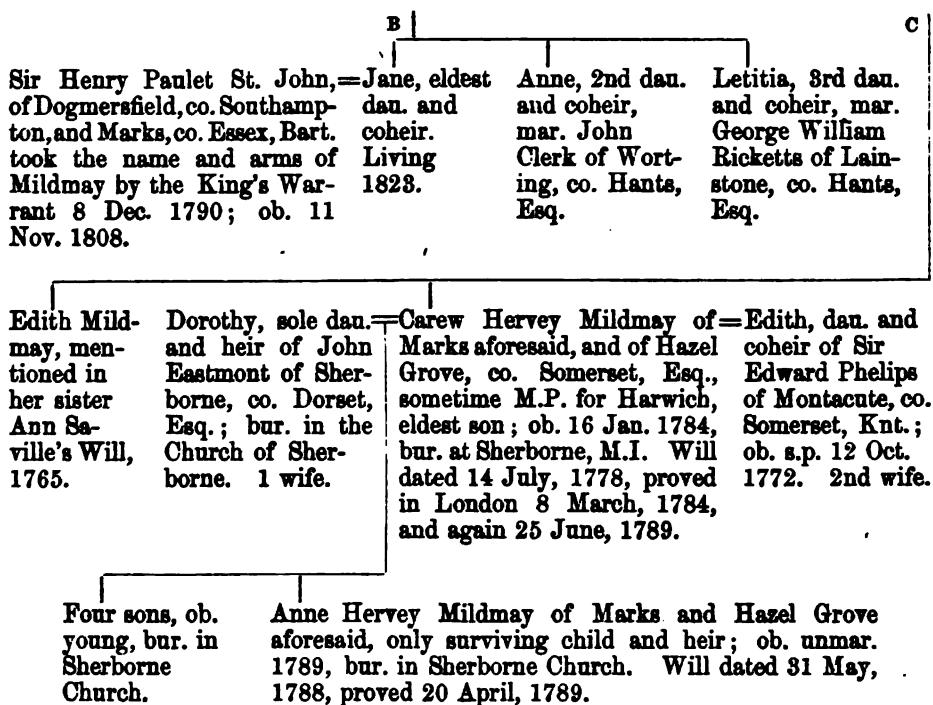 B
C
Sir Henry Paulet St. John,
of Dogmersfield, co. Southamp-
ton, and Marks, co. Essex, Bart.
took the name and arms of
Mildmay by the King's War-
rant 8 Dec. 1790; ob. 11
Nov. 1808.
=Jane, eldest
dau. and
coheir.
Living
1823.
Anne, 2nd dau.
and coheir,
mar. John
Clerk of Wort-
ing, co. Hants,
Esq.
Letitia, 3rd dau.
and coheir, mar.
George William
Ricketts of Lain-
stone, co. Hants,
Esq.
Edith Mild-
may, men-
tioned in
her sister
Ann Sa-
ville's Will,
1765.
Dorothy, sole dau.
and heir of John
Eastmont of Sher-
borne, co. Dorset,
Esq.; bur. in the
Church of Sher-
borne. 1 wife.
=Carew Hervey Mildmay of
Marks aforesaid, and of Hazel
Grove, co. Somerset, Esq.,
sometime M.P. for Harwich,
eldest son; ob. 16 Jan. 1784,
bur. at Sherborne, M.I. Will
dated 14 July, 1778, proved
in London 8 March, 1784,
and again 25 June, 1789.
=Edith, dau. and
coheir of Sir
Edward Phelips
of Montacute, co.
Somerset, Knt.;
ob. s.p. 12 Oct.
1772. 2nd wife.
Four sons, ob.
young, bur. in
Sherborne
Church.
Anne Hervey Mildmay of Marks and Hazel Grove
aforesaid, only surviving child and heir; ob. unmar.
1789, bur. in Sherborne Church. Will dated 31 May,
1788, proved 20 April, 1789.